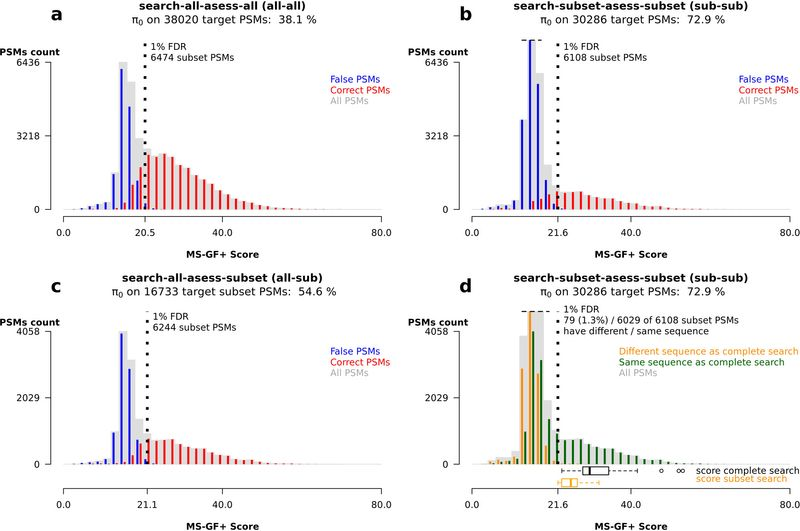 a
search-all-asess-all (all-all)
π0 on 38020 target PSMs: 38.1 %
PSMs count
1% FDR
6474 subset PSMs
False PSMs
Correct PSMs
All PSMs
6436
3218
0
0.0
20.5
40.0
80.0
MS-GF+ Score
b
search-subset-asess-subset (sub-sub)
π0 on 30286 target PSMs: 72.9 %
PSMs count
1% FDR
6108 subset PSMs
False PSMs
Correct PSMs
All PSMs
6436
3218
0
0.0
21.6
40.0
80.0
MS-GF+ Score
c
search-all-asess-subset (all-sub)
π0 on 16733 target subset PSMs: 54.6 %
PSMs count
1% FDR
6244 subset PSMs
False PSMs
Correct PSMs
All PSMs
4058
2029
0
0.0
21.1
40.0
80.0
MS-GF+ Score
d
search-subset-asess-subset (sub-sub)
π0 on 30286 target PSMs: 72.9 %
PSMs count
1% FDR
79 (1.3%) / 6029 of 6108 subset PSMs
have different / same sequence
Different sequence as complete search
Same sequence as complete search
All PSMs
4058
2029
0
score complete search
score subset search
0.0
21.6
40.0
80.0
MS-GF+ Score